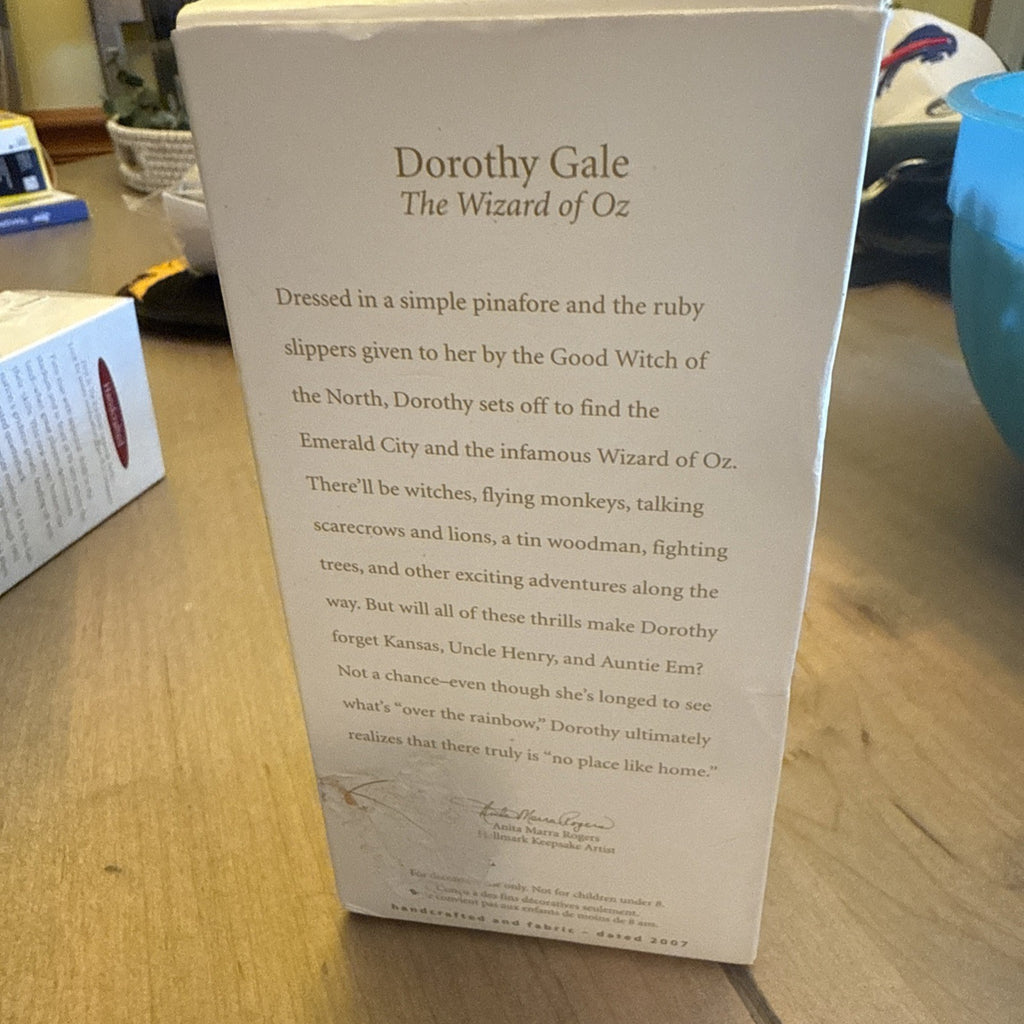 Dorothy Gale
The Wizard of Oz
Dressed in a simple pinafore and the ruby
slippers given to her by the Good Witch of
the North, Dorothy sets off to find the
Emerald City and the infamous Wizard of Oz.
There'll be witches, flying monkeys, talking
scarecrows and lions, a tin woodman, fighting
trees, and other exciting adventures along the
way. But will all of these thrills make Dorothy
forget Kansas, Uncle Henry, and Auntie Em?
Not a chance–even though she's longed to see
what's "over the rainbow," Dorothy ultimately
realizes that there truly is "no place like home."
Anita Marra Rogers
Anita Marra Rogers
Hallmark Keepsake Artist
For only. Not for children under 8.
Conçu à des fins décoratives seulement.
convient pas aux enfants de moins de 8 ans.
handcrafted and fabric – dated 2007
Handcrafted